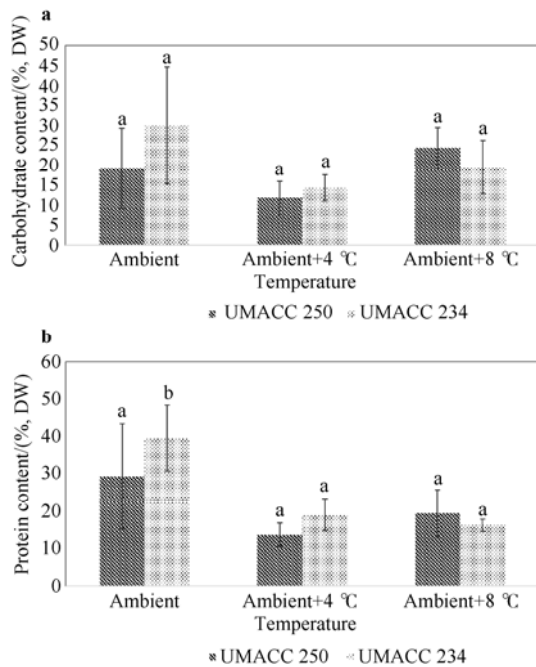 a
Carbohydrate content/(%, DW)
50
45
40
35
30
25
20
15
10
5
0
a
a
a
a
a
a
Ambient
Ambient+4 ℃
Ambient+8 ℃
Temperature
UMACC 250
UMACC 234
b
Protein content/(%, DW)
60
50
40
30
20
10
0
a
b
a
a
a
a
Ambient
Ambient+4 ℃
Ambient+8 ℃
Temperature
UMACC 250
UMACC 234